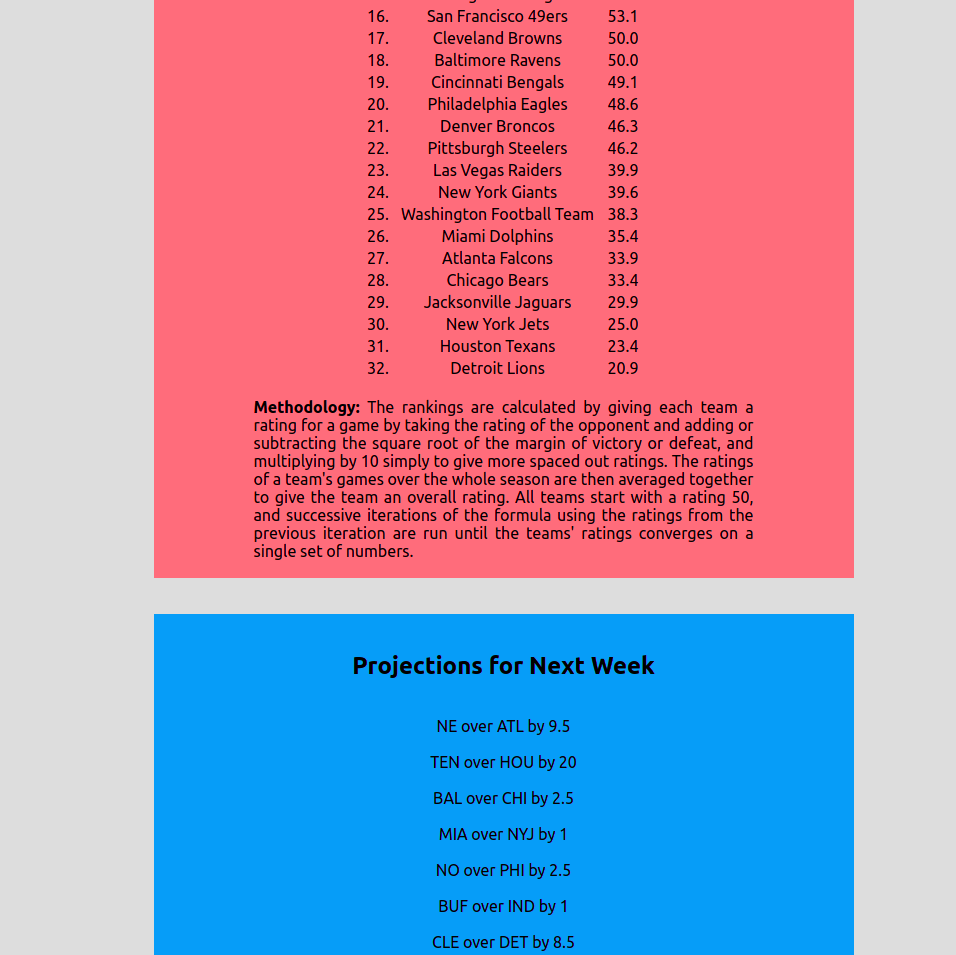 16. San Francisco 49ers 53.1
17. Cleveland Browns 50.0
18. Baltimore Ravens 50.0
19. Cincinnati Bengals 49.1
20. Philadelphia Eagles 48.6
21. Denver Broncos 46.3
22. Pittsburgh Steelers 46.2
23. Las Vegas Raiders 39.9
24. New York Giants 39.6
25. Washington Football Team 38.3
26. Miami Dolphins 35.4
27. Atlanta Falcons 33.9
28. Chicago Bears 33.4
29. Jacksonville Jaguars 29.9
30. New York Jets 25.0
31. Houston Texans 23.4
32. Detroit Lions 20.9
Methodology: The rankings are calculated by giving each team a
rating for a game by taking the rating of the opponent and adding or
subtracting the square root of the margin of victory or defeat, and
multiplying by 10 simply to give more spaced out ratings. The ratings
of a team's games over the whole season are then averaged together
to give the team an overall rating. All teams start with a rating 50,
and successive iterations of the formula using the ratings from the
previous iteration are run until the teams' ratings converges on a
single set of numbers.
Projections for Next Week
NE over ATL by 9.5
TEN over HOU by 20
BAL over CHI by 2.5
MIA over NYJ by 1
NO over PHI by 2.5
BUF over IND by 1
CLE over DET by 8.5